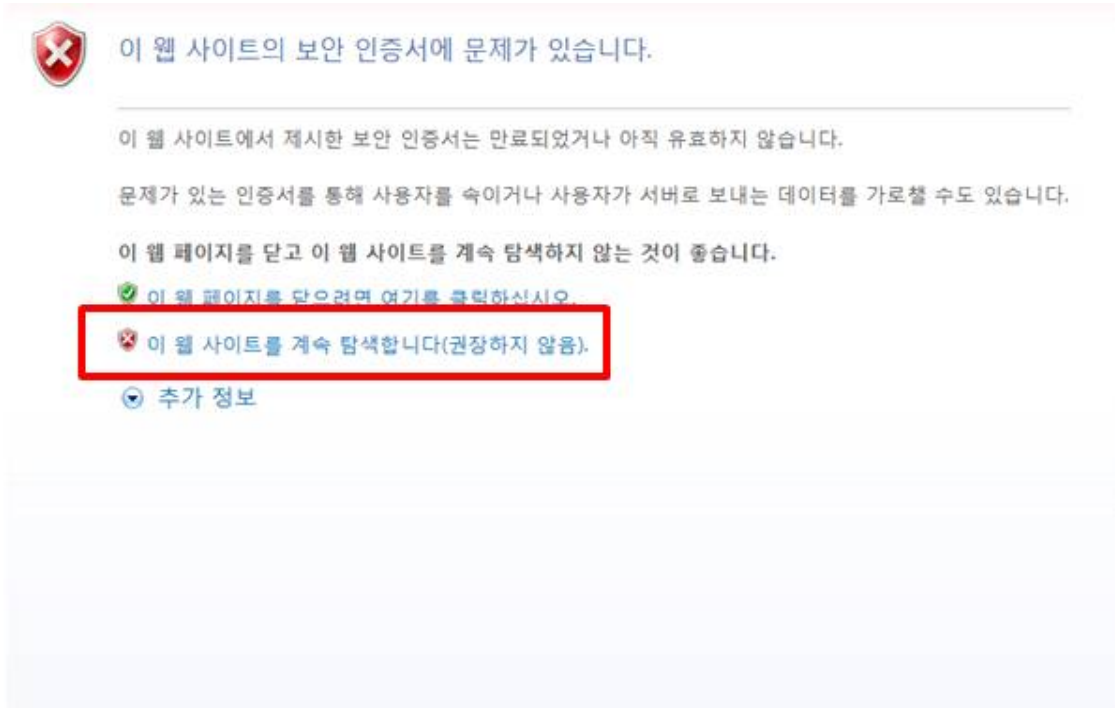 이 웹 사이트의 보안 인증서에 문제가 있습니다.
이 웹 사이트에서 제시한 보안 인증서는 만료되었거나 아직 유효하지 않습니다.
문제가 있는 인증서를 통해 사용자를 속이거나 사용자가 서버로 보내는 데이터를 가로챌 수도 있습니다.
이 웹 페이지를 닫고 이 웹 사이트를 계속 탐색하지 않는 것이 좋습니다.
이 웹 페이지를 닫으려면 여기를 클릭하십시오.
이 웹 사이트를 계속 탐색합니다(권장하지 않음).
추가 정보